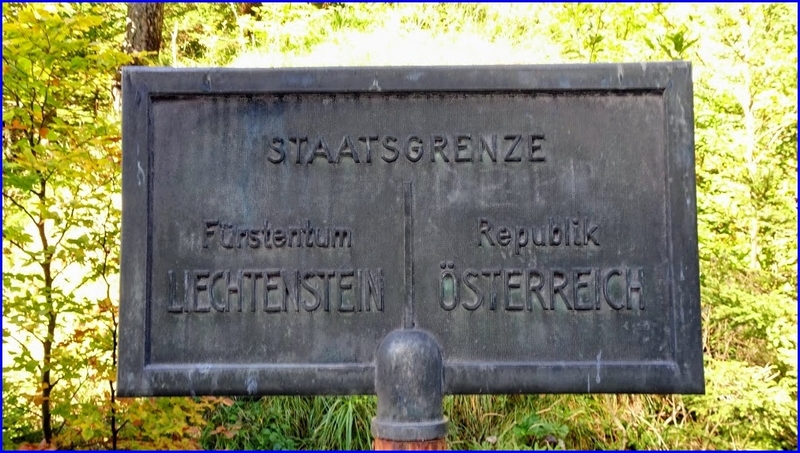 STAATSGRENZE
Fürstentum
LIECHTENSTEIN
Republik
ÖSTERREICH